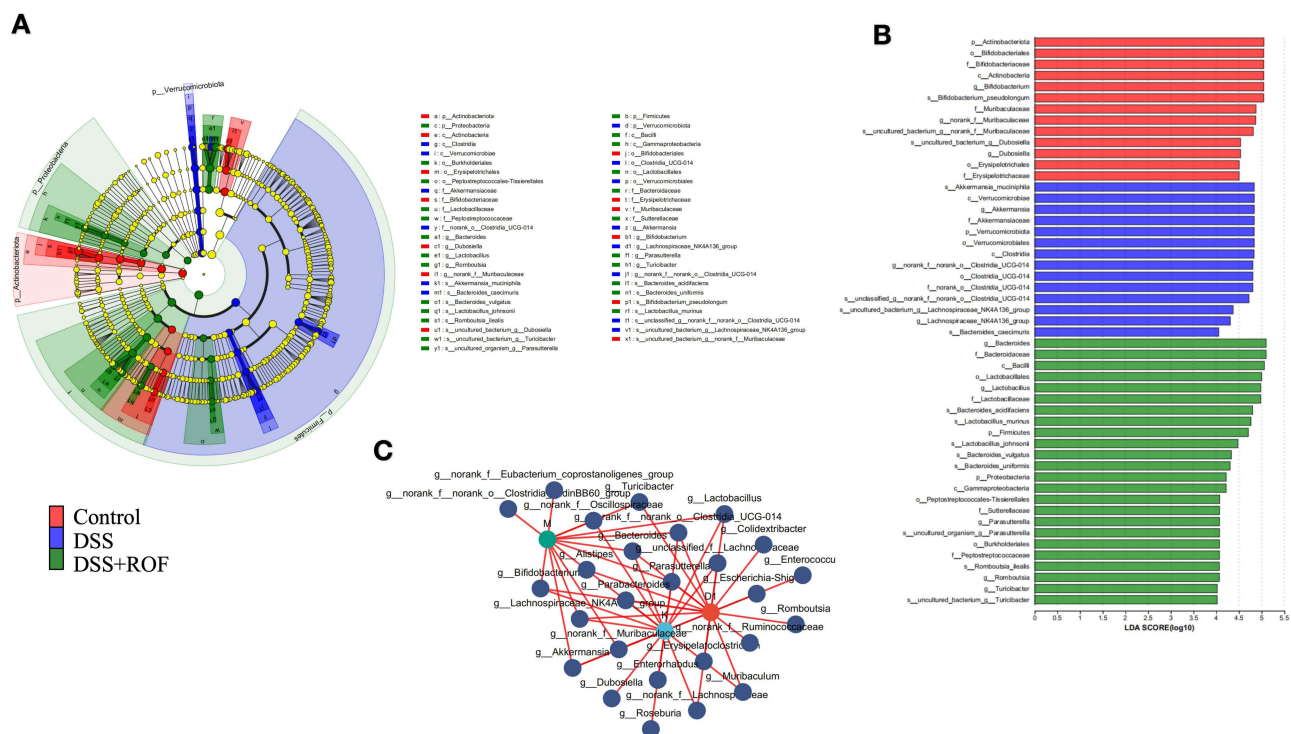 A
p__Verrucomicrobiota
p__Proteobacteria
p__Actinobacteriota
p__Firmicutes
a : p__Actinobacteriota
c : p__Proteobacteria
e : c__Actinobacteria
g : c__Clostridia
i : c__Verrucomicrobiae
k : o__Burkholderiales
m : o__Erysipelotrichales
o : o__Peptostreptococcales-Tissierellales
q : f__Akkermansiaceae
s : f__Bifidobacteriaceae
u : f__Lactobacillaceae
w : f__Peptostreptococcaceae
y : f__norank_o__Clostridia_UCG-014
a1 : g__Bacteroides
c1 : g__Dubosiella
e1 : g__Lactobacillus
g1 : g__Romboutsia
i1 : g__norank_f__Muribaculaceae
k1 : s__Akkermansia_muciniphila
m1 : s__Bacteroides_caecimuris
o1 : s__Bacteroides_vulgatus
q1 : s__Lactobacillus_johnsonii
s1 : s__Romboutsia_ilealis
u1 : s__uncultured_bacterium_g__Dubosiella
w1 : s__uncultured_bacterium_g__Turicibacter
y1 : s__uncultured_organism_g__Parasutterella
b : p__Firmicutes
d : p__Verrucomicrobiota
f : c__Bacilli
h : c__Gammaproteobacteria
j : o__Bifidobacteriales
l : o__Clostridia_UCG-014
n : o__Lactobacillales
p : o__Verrucomicrobiales
r : f__Bacteroidaceae
t : f__Erysipelotrichaceae
v : f__Muribaculaceae
x : f__Sutterellaceae
z : g__Akkermansia
b1 : g__Bifidobacterium
d1 : g__Lachnospiraceae_NK4A136_group
f1 : g__Parasutterella
h1 : g__Turicibacter
j1 : g__norank_f__norank_o__Clostridia_UCG-014
l1 : s__Bacteroides_acidifaciens
n1 : s__Bacteroides_uniformis
p1 : s__Bifidobacterium_pseudolongum
r1 : s__Lactobacillus_murinus
t1 : s__unclassified_g__norank_f__norank_o__Clostridia_UCG-014
v1 : s__uncultured_bacterium_g__Lachnospiraceae_NK4A136_group
x1 : s__uncultured_bacterium_g__norank_f__Muribaculaceae
Control
DSS
DSS+ROF
B
p__Actinobacteriota
o__Bifidobacteriales
f__Bifidobacteriaceae
c__Actinobacteria
g__Bifidobacterium
s__Bifidobacterium_pseudolongum
f__Muribaculaceae
g__norank_f__Muribaculaceae
s__uncultured_bacterium_g__norank_f__Muribaculaceae
s__uncultured_bacterium_g__Dubosiella
g__Dubosiella
o__Erysipelotrichales
f__Erysipelotrichaceae
s__Akkermansia_muciniphila
c__Verrucomicrobiae
g__Akkermansia
f__Akkermansiaceae
p__Verrucomicrobiota
o__Verrucomicrobiales
c__Clostridia
g__norank_f__norank_o__Clostridia_UCG-014
o__Clostridia_UCG-014
f__norank_o__Clostridia_UCG-014
s__unclassified_g__norank_f__norank_o__Clostridia_UCG-014
s__uncultured_bacterium_g__Lachnospiraceae_NK4A136_group
g__Lachnospiraceae_NK4A136_group
s__Bacteroides_caecimuris
g__Bacteroides
f__Bacteroidaceae
c__Bacilli
o__Lactobacillales
g__Lactobacillus
f__Lactobacillaceae
s__Bacteroides_acidifaciens
s__Lactobacillus_murinus
p__Firmicutes
s__Lactobacillus_johnsonii
s__Bacteroides_vulgatus
s__Bacteroides_uniformis
p__Proteobacteria
c__Gammaproteobacteria
o__Peptostreptococcales-Tissierellales
f__Sutterellaceae
g__Parasutterella
s__uncultured_organism_g__Parasutterella
o__Burkholderiales
f__Peptostreptococcaceae
s__Romboutsia_ilealis
g__Romboutsia
g__Turicibacter
s__uncultured_bacterium_g__Turicibacter
0 0.5 1 1.5 2 2.5 3 3.5 4 4.5 5 5.5
LDA SCORE(log10)
C
g__norank_f__Eubacterium_coprostanoligenes_group
g__Turicibacter
g__Lactobacillus
g__norank_f__Oscillospiraceae
M
g__norank_f__norank_o__Clostridia_UCG-014
g__Colidextribacter
g__Bacteroides
g__Alistipes
g__Parasutterella
g__Parabacteroides
D1
g__Romboutsia
K
g__norank_f__Ruminococcaceae
g__norank_f__Muribaculaceae
g__Akkermansia
g__Enterorhabdus
g__Muribaculum
g__Dubosiella
g__Roseburia